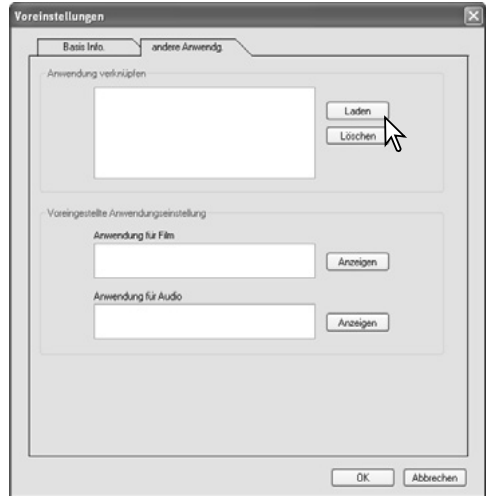 Voreinstellungen
Basis Info. andere Anwendg.
Anwendung verknüpfen
Laden
Löschen
Voreingestellte Anwendungseinstellung
Anwendung für Film
Anzeigen
Anwendung für Audio
Anzeigen
OK Abbrechen